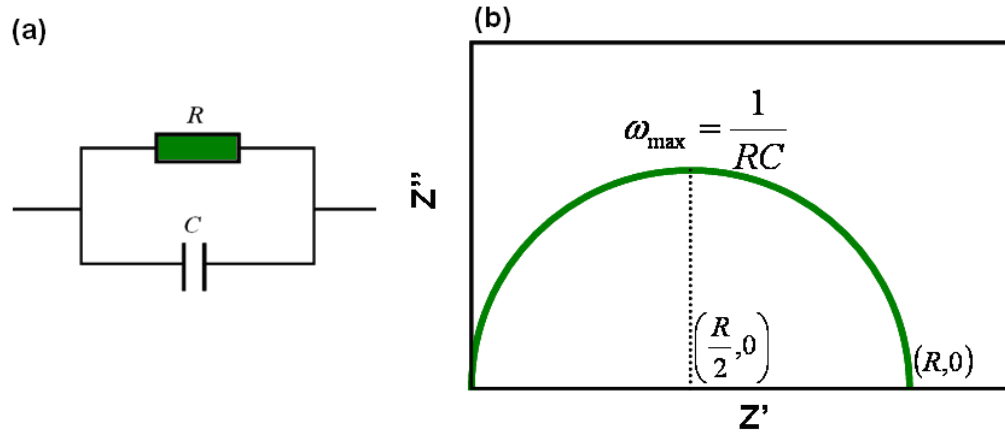 (a)
R
C
(b)
Z''
ω_max = 1/RC
(R/2,0)
(R,0)
Z'